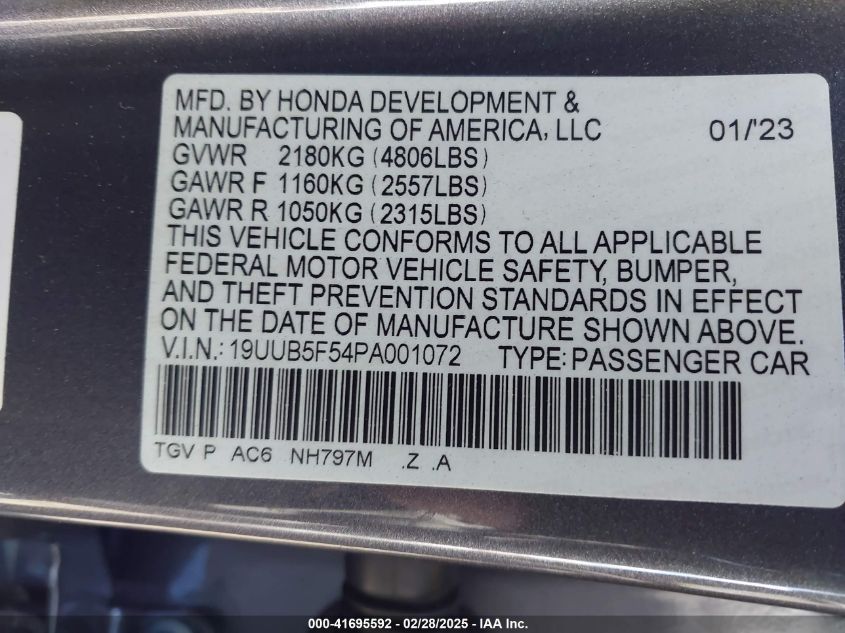 MFD. BY HONDA DEVELOPMENT &
MANUFACTURING OF AMERICA, LLC 01/'23
GVWR 2180KG (4806LBS)
GAWR F 1160KG (2557LBS)
GAWR R 1050KG (2315LBS)
THIS VEHICLE CONFORMS TO ALL APPLICABLE
FEDERAL MOTOR VEHICLE SAFETY, BUMPER,
AND THEFT PREVENTION STANDARDS IN EFFECT
ON THE DATE OF MANUFACTURE SHOWN ABOVE.
V.I.N.: 19UUB5F54PA001072 TYPE: PASSENGER CAR
TGV P AC6 NH797M .Z .A
000-41695592 - 02/28/2025 - IAAI Inc.